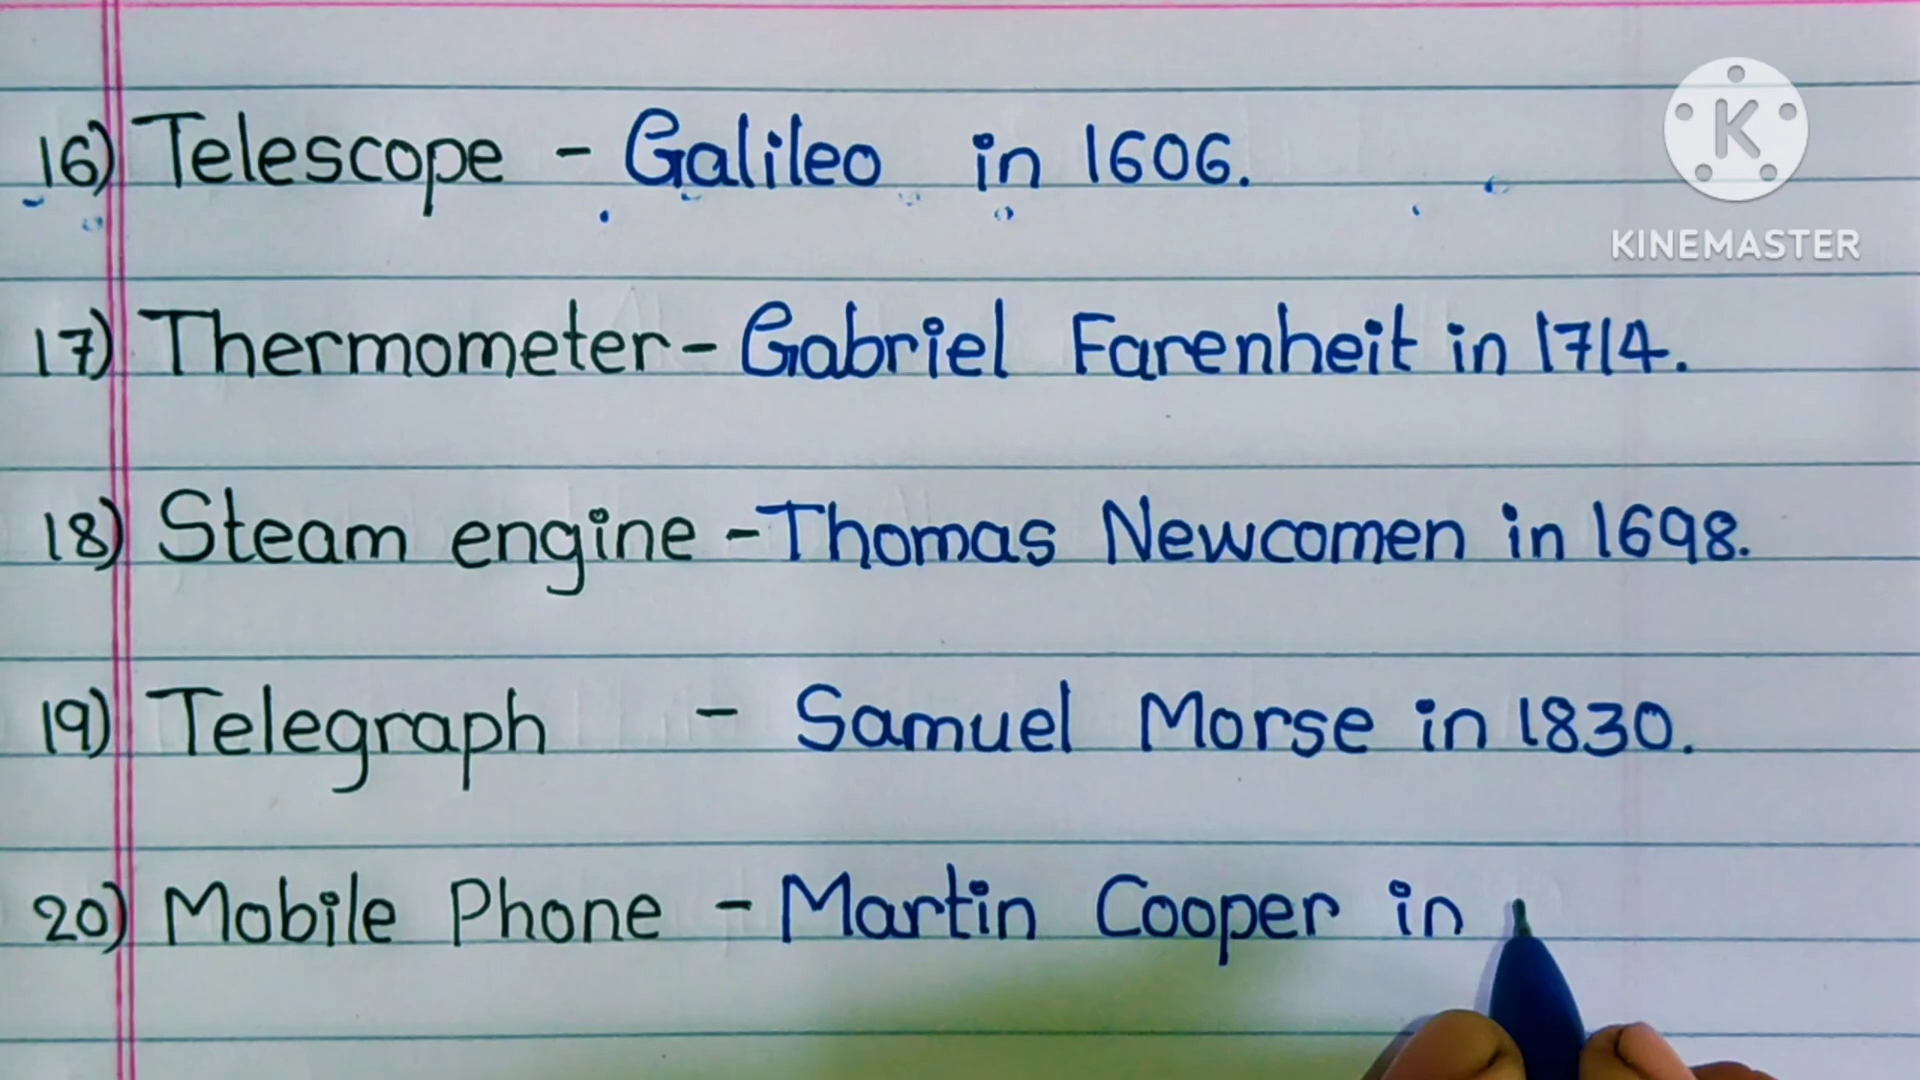 16) Telescope - Galileo in 1606.
K
KINEMASTER
17) Thermometer - Gabriel Farenheit in 1714.
18) Steam engine - Thomas Newcomen in 1698.
19) Telegraph - Samuel Morse in 1830.
20) Mobile Phone - Martin Cooper in